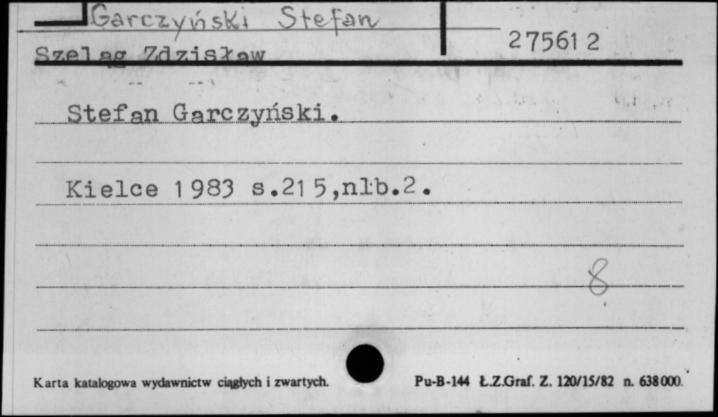 Garczyński Stefan
275612
Szeląg Zdzisław
Stefan Garczyński.
Kielce 1983 s.215,nlb.2.
8
Karta katalogowa wydawnictw ciągłych i zwartych. Pu-B-144 Ł.Z.Graf. Z. 120/15/82 n. 638000.